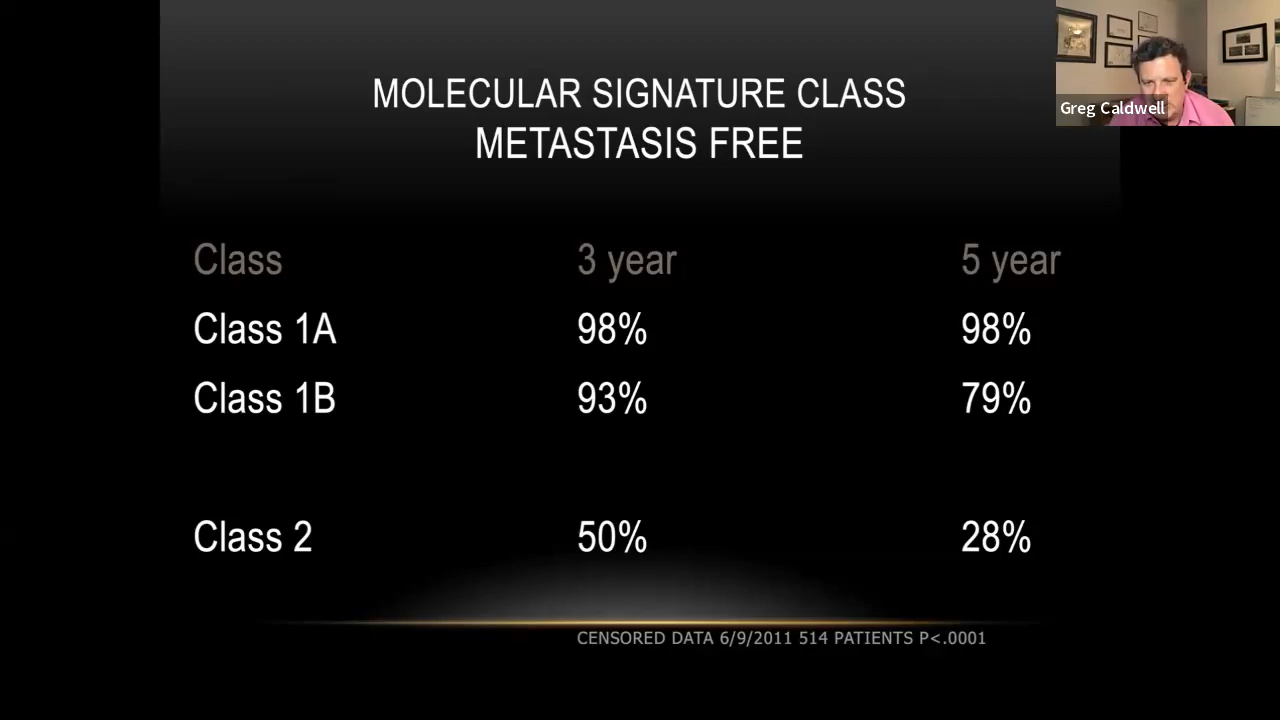 MOLECULAR SIGNATURE CLASS
METASTASIS FREE
Greg Caldwell
Class 3 year 5 year
Class 1A 98% 98%
Class 1B 93% 79%
Class 2 50% 28%
CENSORED DATA 6/9/2011 514 PATIENTS P<.0001